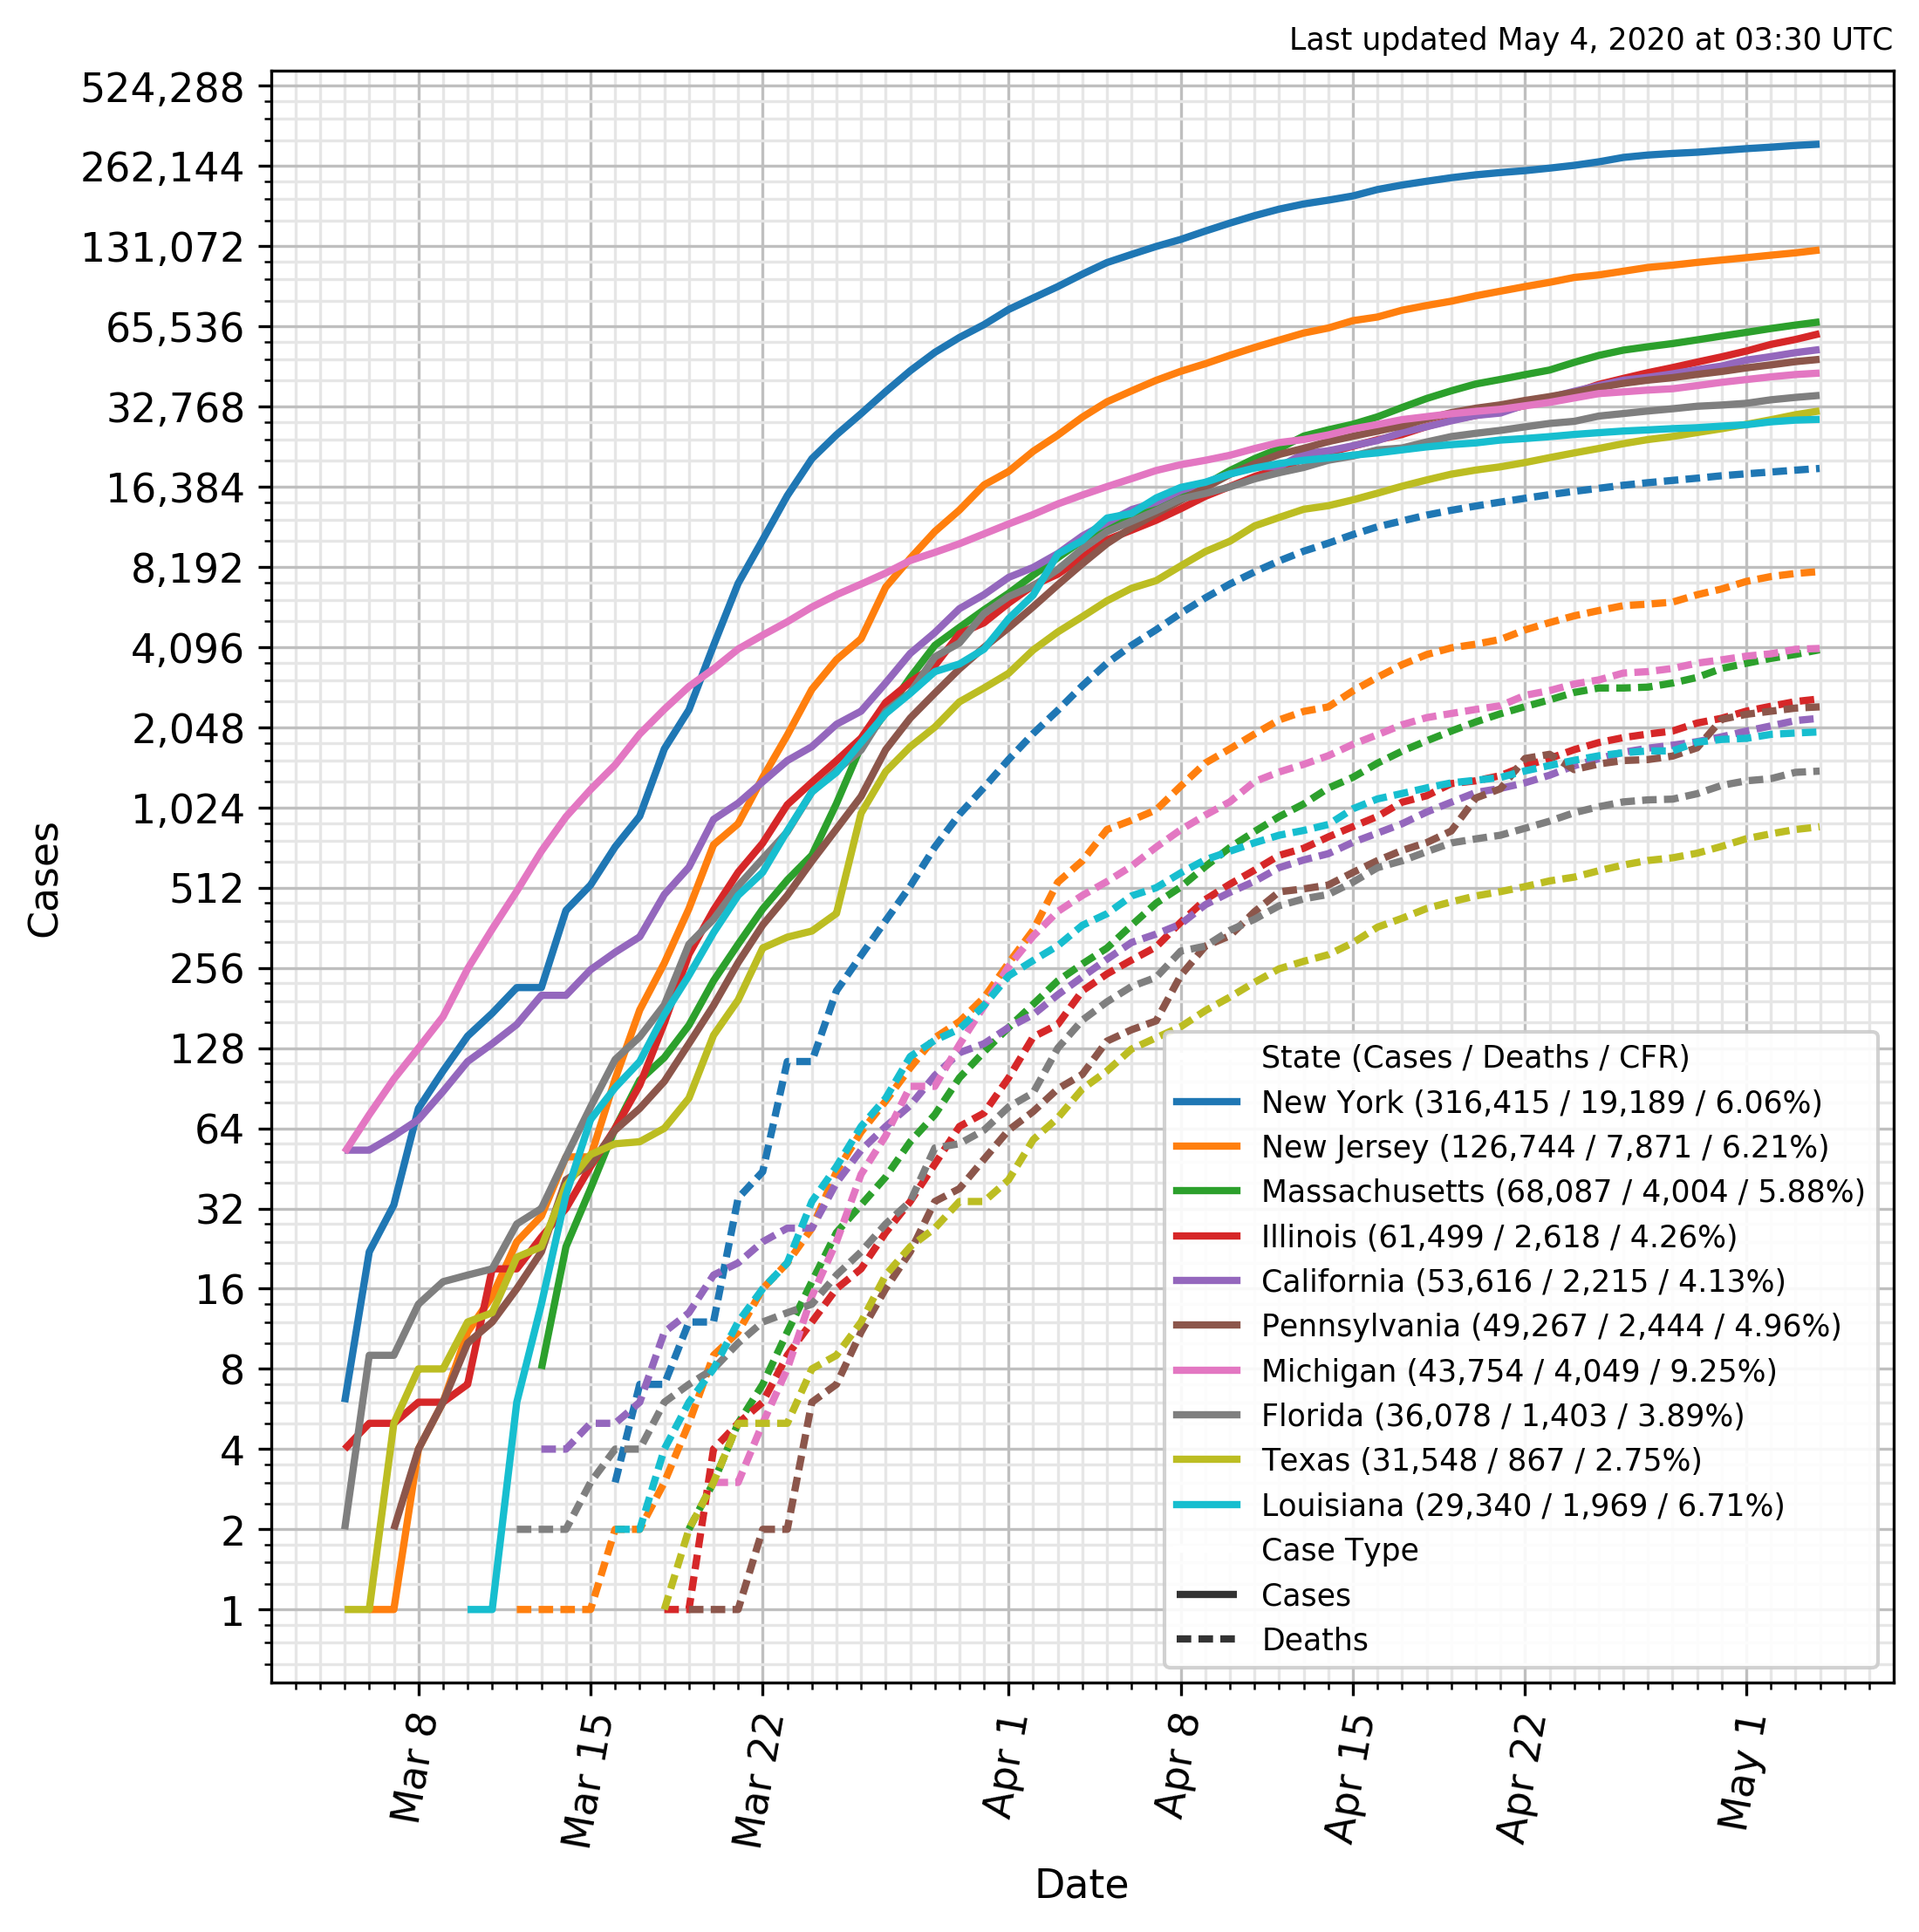 Last updated May 4, 2020 at 03:30 UTC
524,288
262,144
131,072
65,536
32,768
16,384
8,192
4,096
2,048
1,024
512
256
128
64
32
16
8
4
2
1
Cases
State (Cases / Deaths / CFR)
New York (316,415 / 19,189 / 6.06%)
New Jersey (126,744 / 7,871 / 6.21%)
Massachusetts (68,087 / 4,004 / 5.88%)
Illinois (61,499 / 2,618 / 4.26%)
California (53,616 / 2,215 / 4.13%)
Pennsylvania (49,267 / 2,444 / 4.96%)
Michigan (43,754 / 4,049 / 9.25%)
Florida (36,078 / 1,403 / 3.89%)
Texas (31,548 / 867 / 2.75%)
Louisiana (29,340 / 1,969 / 6.71%)
Case Type
Cases
Deaths
Mar 8
Mar 15
Mar 22
Apr 1
Apr 8
Apr 15
Apr 22
May 1
Date